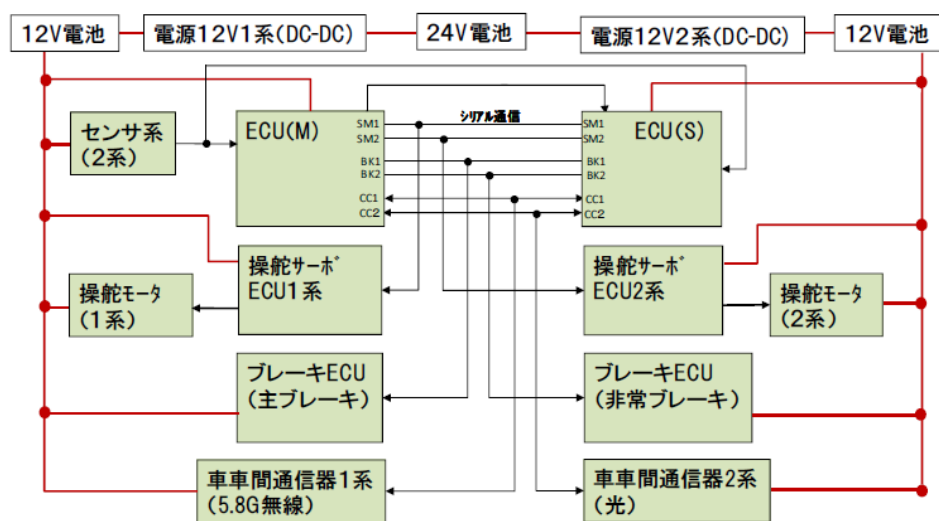 12V電池
電源12V1系(DC-DC)
24V電池
電源12V2系(DC-DC)
12V電池
センサ系
(2系)
ECU(M)
SM1
SM2
BK1
BK2
CC1
CC2
シリアル通信
SM1
SM2
BK1
BK2
CC1
CC2
ECU(S)
操舵サーボ
ECU1系
操舵モータ
(1系)
操舵サーボ
ECU2系
操舵モータ
(2系)
ブレーキECU
(主ブレーキ)
ブレーキECU
(非常ブレーキ)
車車間通信器1系
(5.8G無線)
車車間通信器2系
(光)